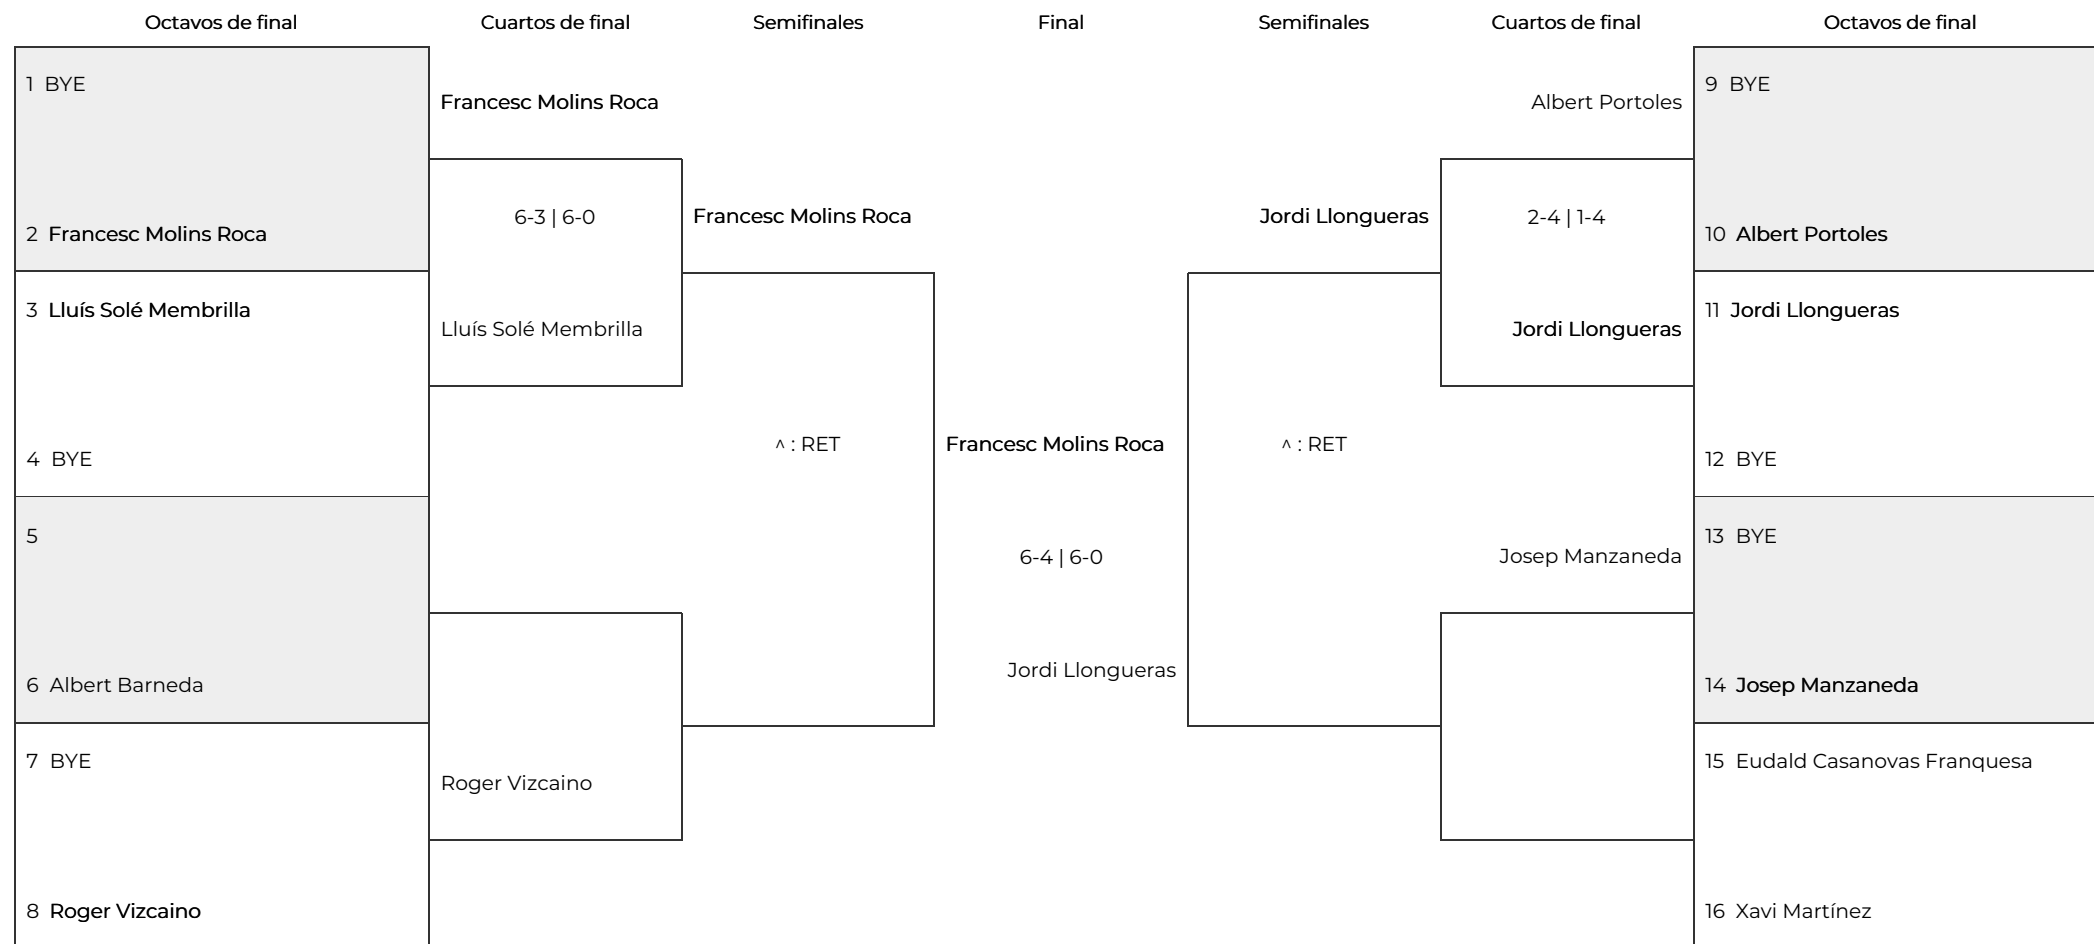 Octavos de final
Cuartos de final
Semifinales
Final
Semifinales
Cuartos de final
Octavos de final
1 BYE
2 Francesc Molins Roca
3 Lluís Solé Membrilla
4 BYE
5
6 Albert Barneda
7 BYE
8 Roger Vizcaino
Francesc Molins Roca
6-3 | 6-0
Lluís Solé Membrilla
Roger Vizcaino
Francesc Molins Roca
^ : RET
Francesc Molins Roca
6-4 | 6-0
Jordi Llongueras
Jordi Llongueras
^ : RET
Albert Portoles
2-4 | 1-4
Jordi Llongueras
Josep Manzaneda
9 BYE
10 Albert Portoles
11 Jordi Llongueras
12 BYE
13 BYE
14 Josep Manzaneda
15 Eudald Casanovas Franquesa
16 Xavi Martínez